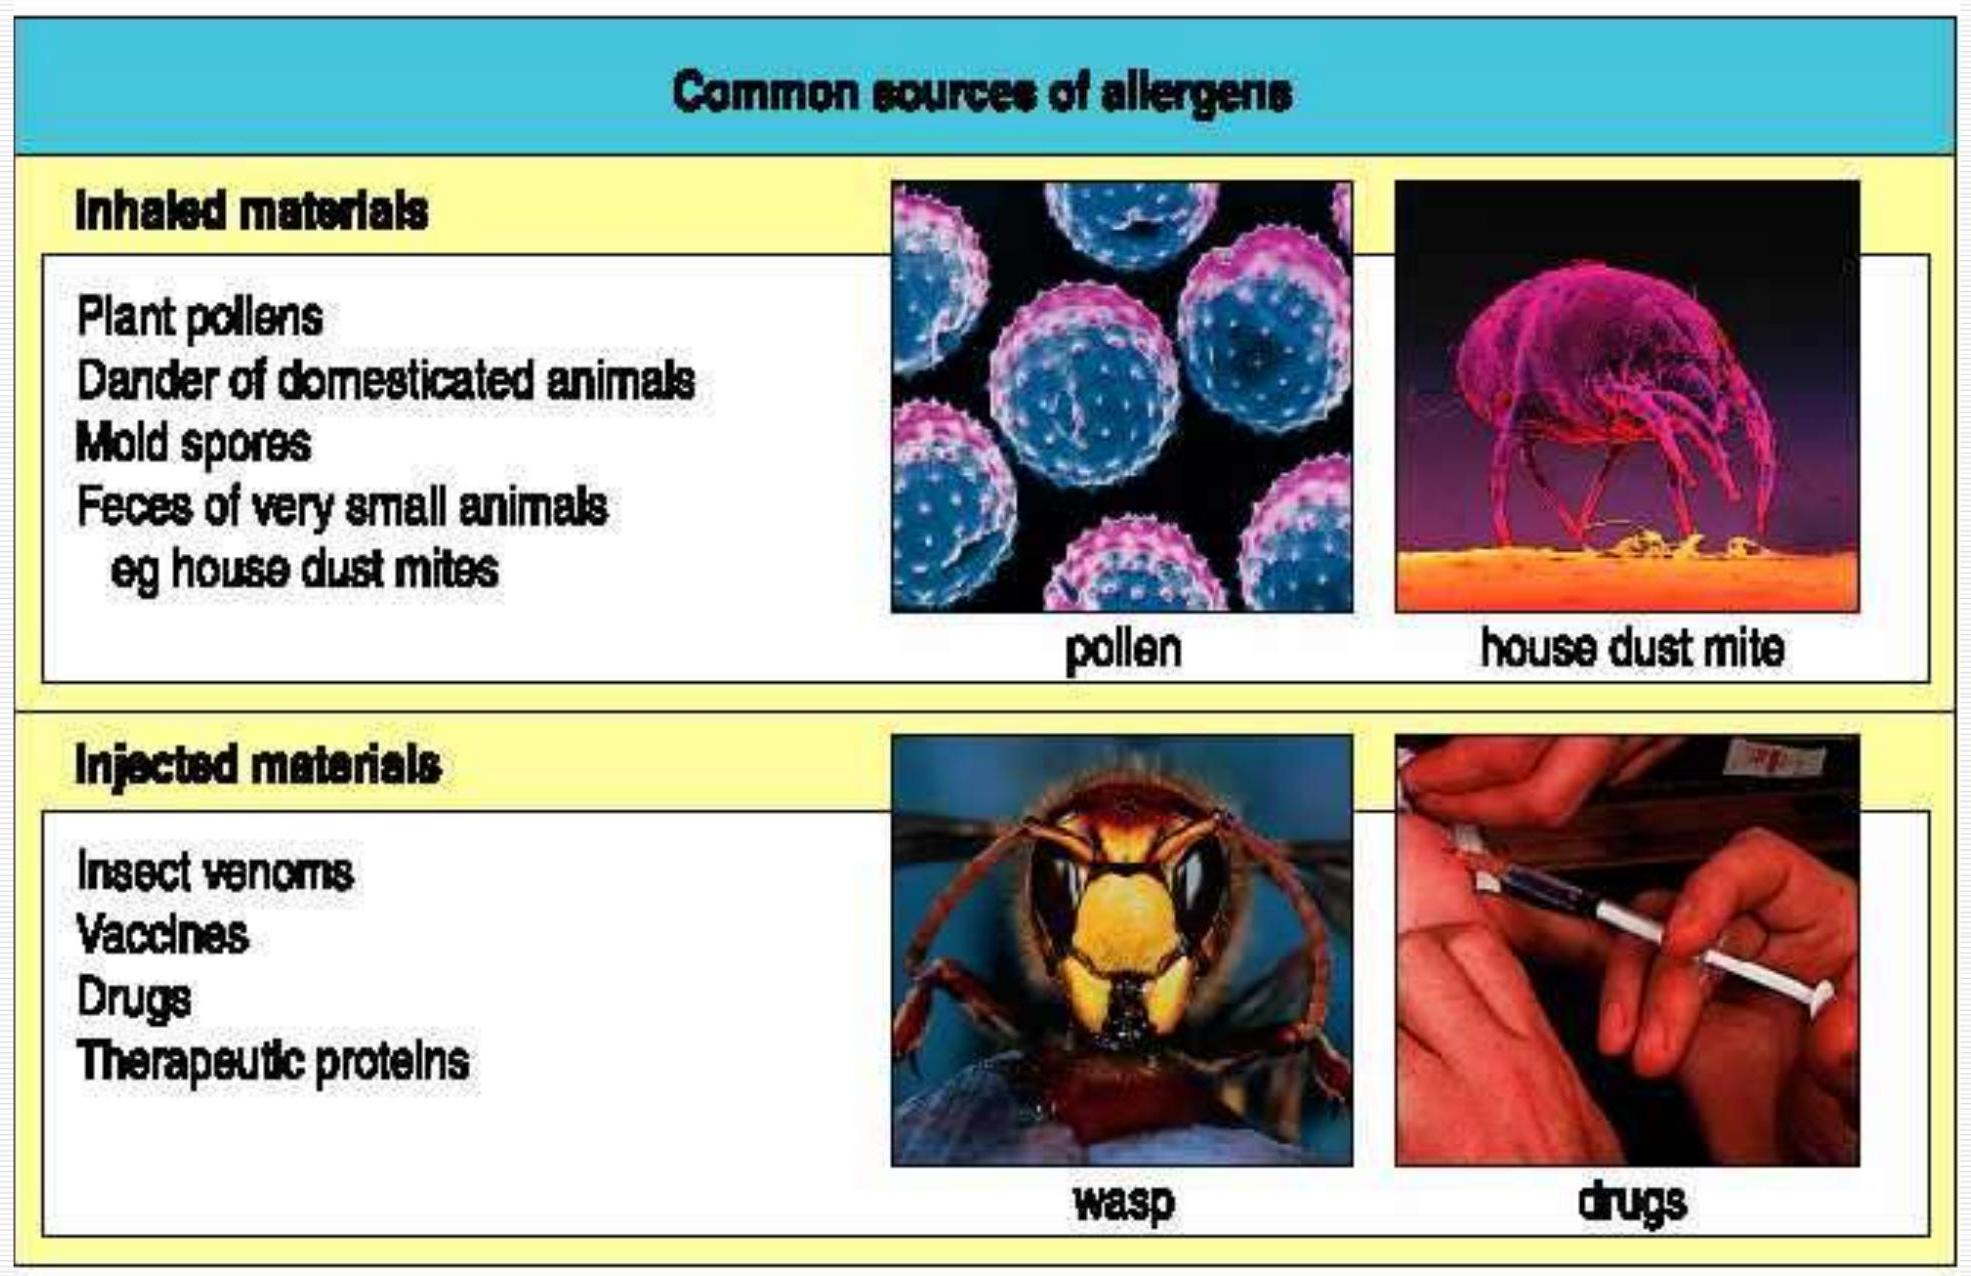 Common sources of allergens
Inhaled materials
Plant pollens
Dander of domesticated animals
Mold spores
Feces of very small animals
eg house dust mites
pollen
house dust mite
Injected materials
Insect venoms
Vaccines
Drugs
Therapeutic proteins
wasp
drugs